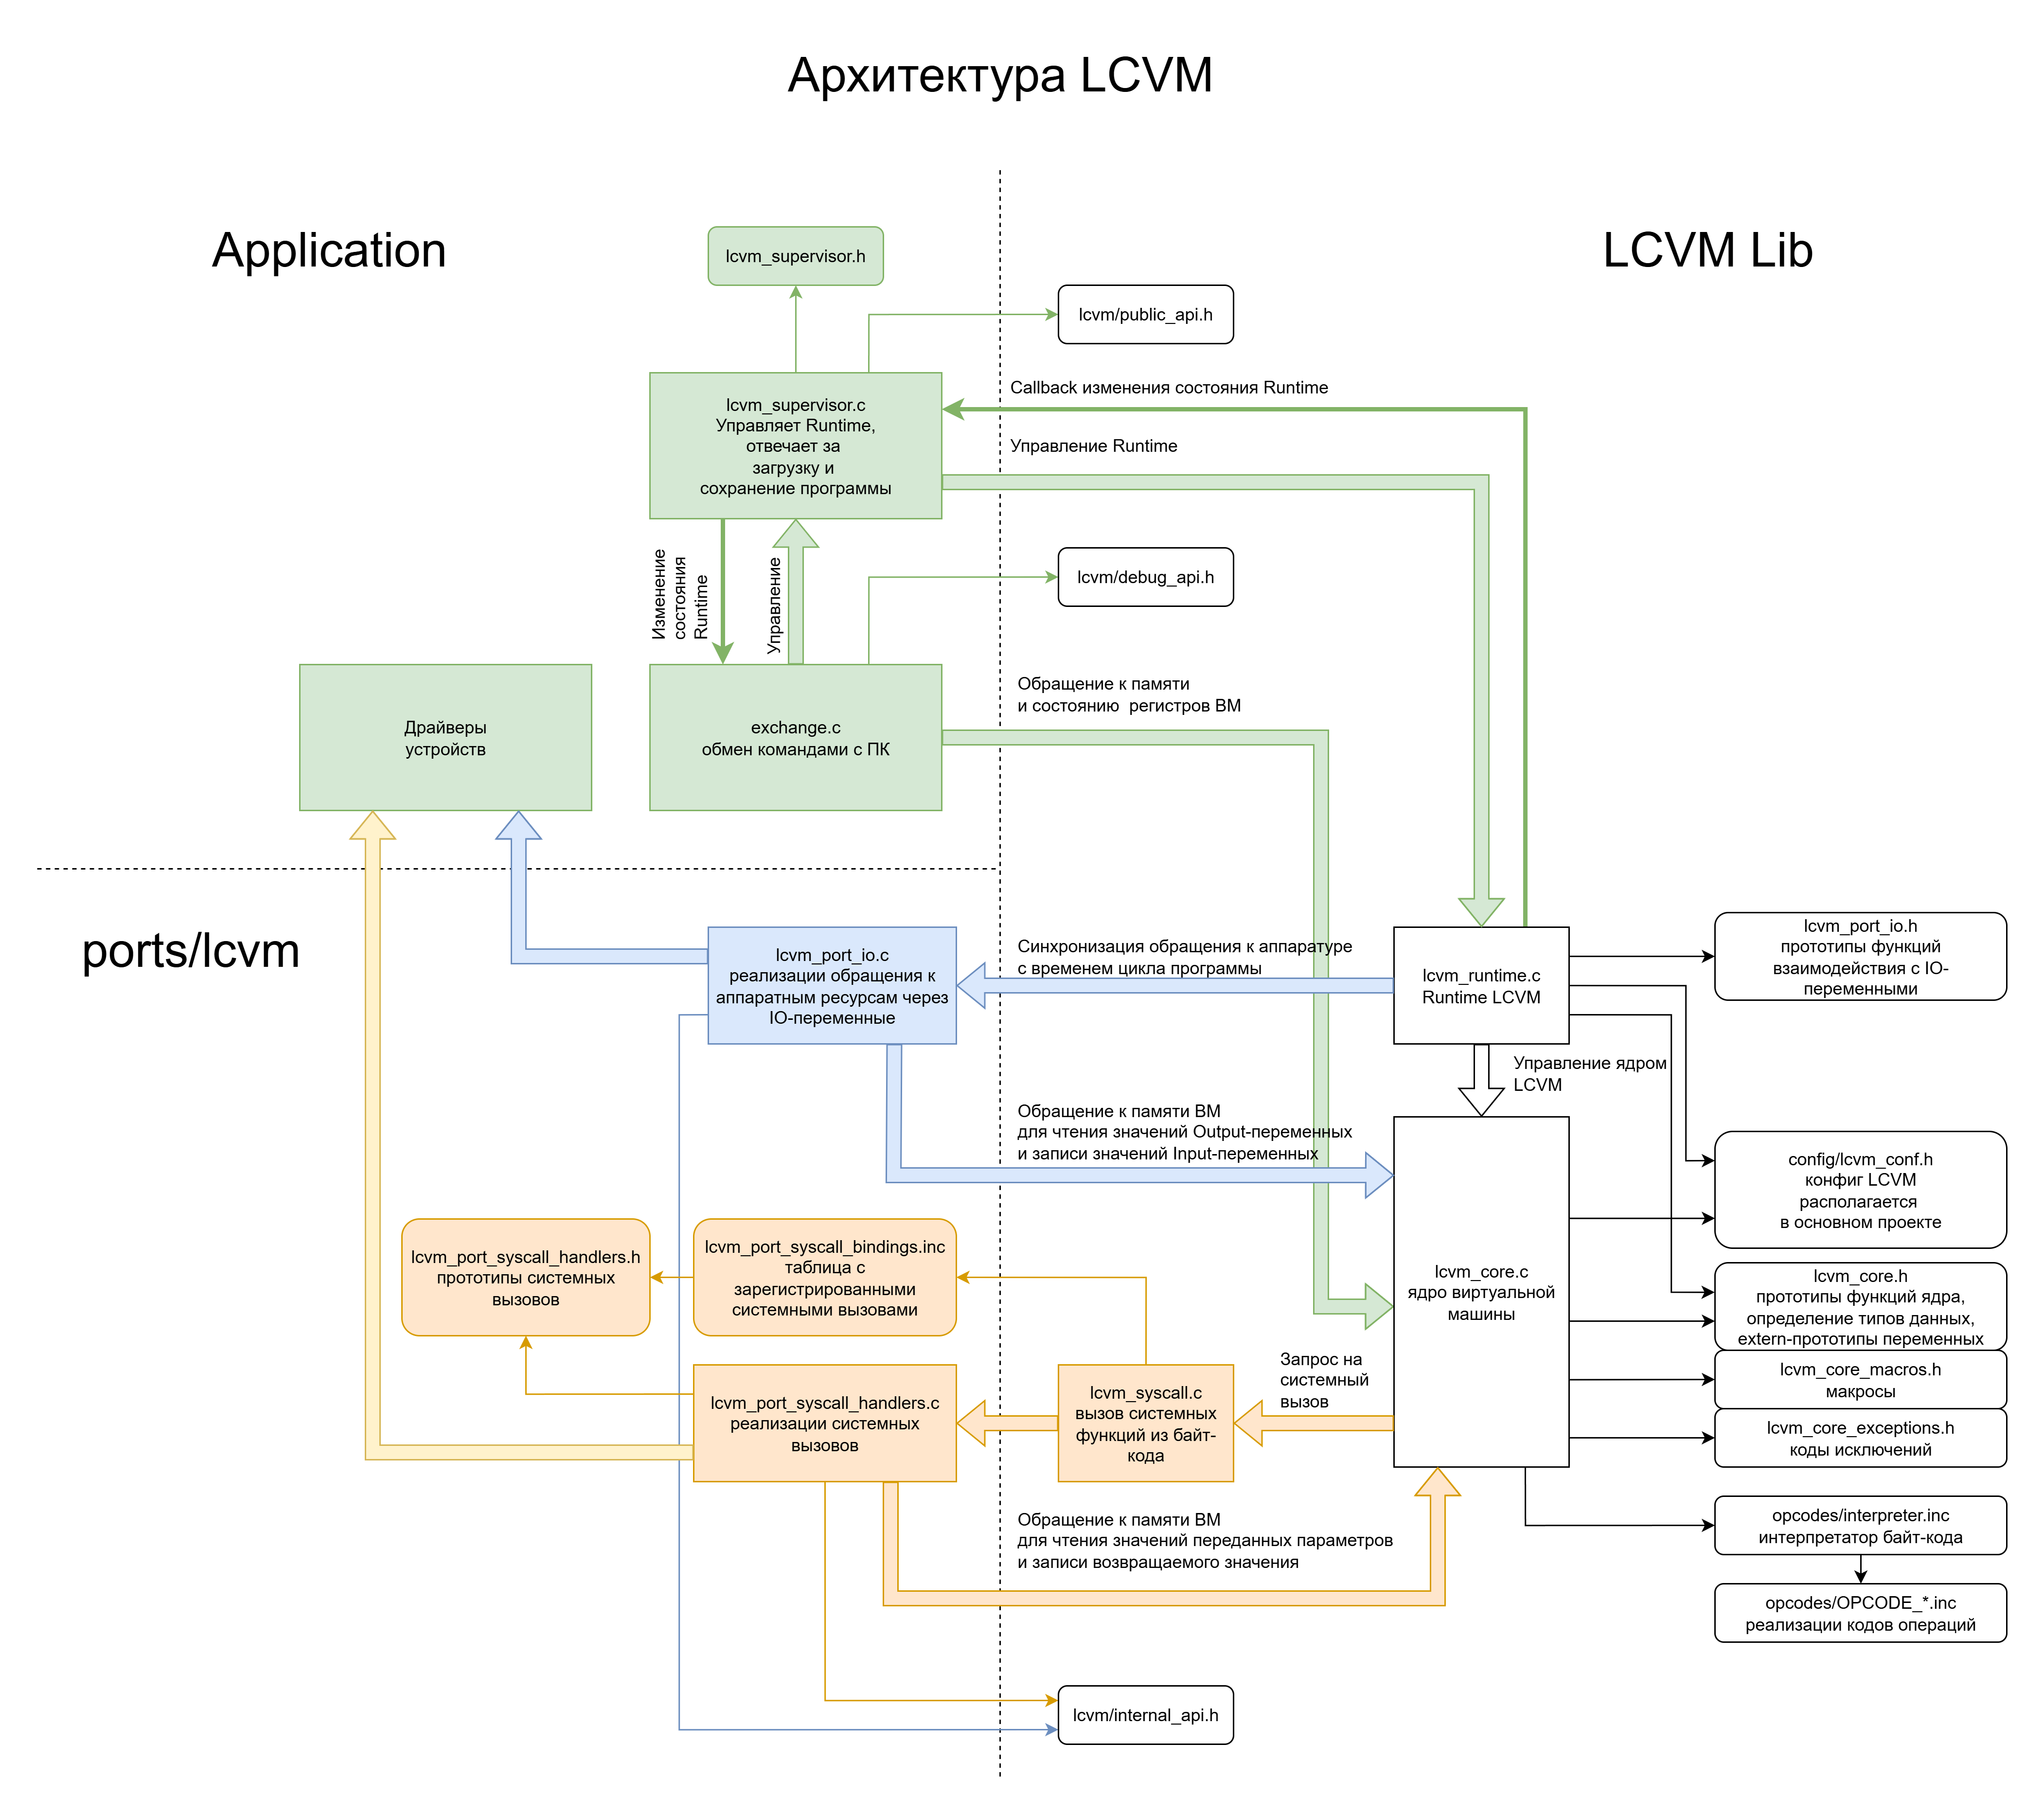 Архитектура LCVM
Application
LCVM Lib
lcvm_supervisor.h
lcvm/public_api.h
Callback изменения состояния Runtime
lcvm_supervisor.c
Управляет Runtime,
отвечает за
загрузку и
сохранение программы
Управление Runtime
Изменение
состояния
Runtime
Управление
lcvm/debug_api.h
Драйверы
устройств
exchange.c
обмен командами с ПК
Обращение к памяти
и состоянию  регистров ВМ
ports/lcvm
lcvm_port_io.c
реализации обращения к
аппаратным ресурсам через
IO-переменные
Синхронизация обращения к аппаратуре
с временем цикла программы
lcvm_runtime.c
Runtime LCVM
lcvm_port_io.h
прототипы функций
взаимодействия с IO-
переменными
Управление ядром
LCVM
Обращение к памяти ВМ
для чтения значений Output-переменных
и записи значений Input-переменных
config/lcvm_conf.h
конфиг LCVM
располагается
в основном проекте
lcvm_port_syscall_handlers.h
прототипы системных
вызовов
lcvm_port_syscall_bindings.inc
таблица с
зарегистрированными
системными вызовами
lcvm_core.c
ядро виртуальной
машины
lcvm_core.h
прототипы функций ядра,
определение типов данных,
extern-прототипы переменных
lcvm_core_macros.h
макросы
lcvm_core_exceptions.h
коды исключений
lcvm_port_syscall_handlers.c
реализации системных
вызовов
lcvm_syscall.c
вызов системных
функций из байт-
кода
Запрос на
системный
вызов
Обращение к памяти ВМ
для чтения значений переданных параметров
и записи возвращаемого значения
opcodes/interpreter.inc
интерпретатор байт-кода
opcodes/OPCODE_*.inc
реализации кодов операций
lcvm/internal_api.h